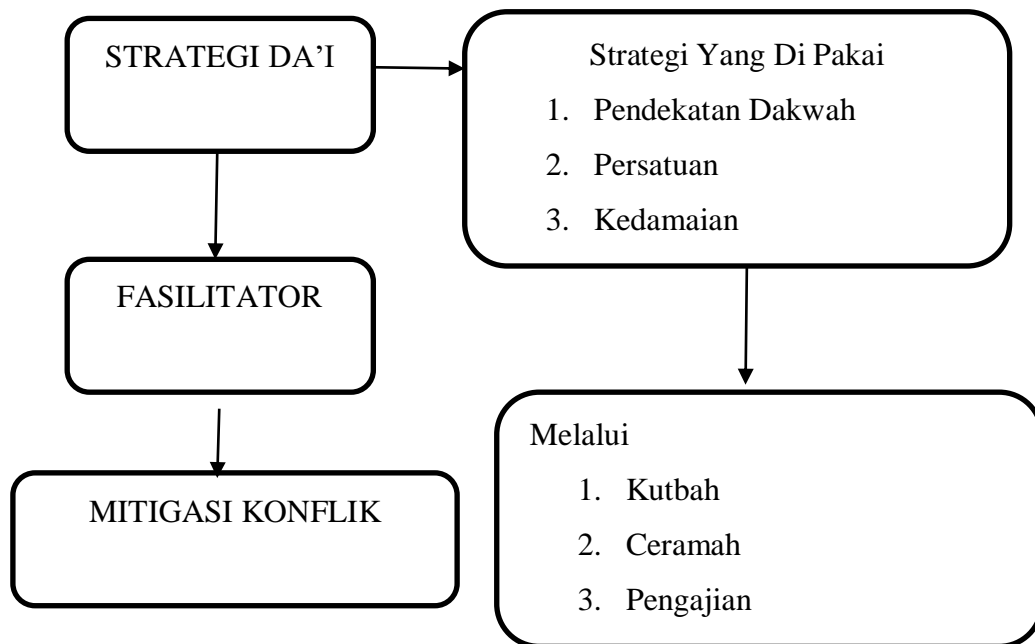 STRATEGI DA’I
Strategi Yang Di Pakai
1. Pendekatan Dakwah
2. Persatuan
3. Kedamaian
FASILITATOR
MITIGASI KONFLIK
Melalui
1. Kutbah
2. Ceramah
3. Pengajian